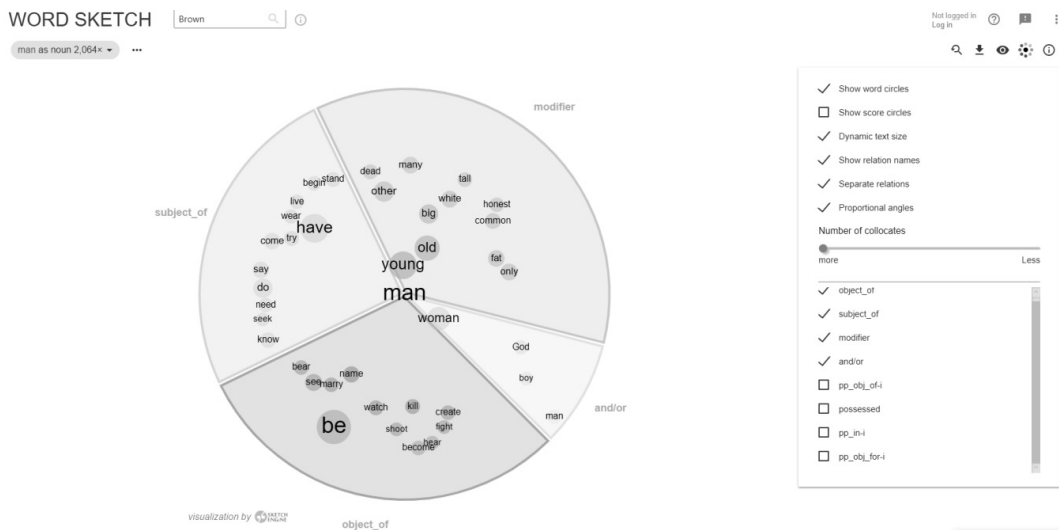 WORD SKETCH
Brown
Not logged in
Log in
man as noun 2,064×
modifier
subject_of
dead
many
other
tall
white
honest
big
common
old
fat
only
young
begin
stand
live
wear
have
come
try
say
do
need
seek
know
man
woman
God
boy
man
and/or
bear
see
marry
name
watch
kill
create
be
shoot
fight
hear
become
object_of
visualization by SKETCH ENGINE
Show word circles
Show score circles
Dynamic text size
Show relation names
Separate relations
Proportional angles
Number of collocates
more
Less
object_of
subject_of
modifier
and/or
pp_obj_of-i
possessed
pp_in-i
pp_obj_for-i